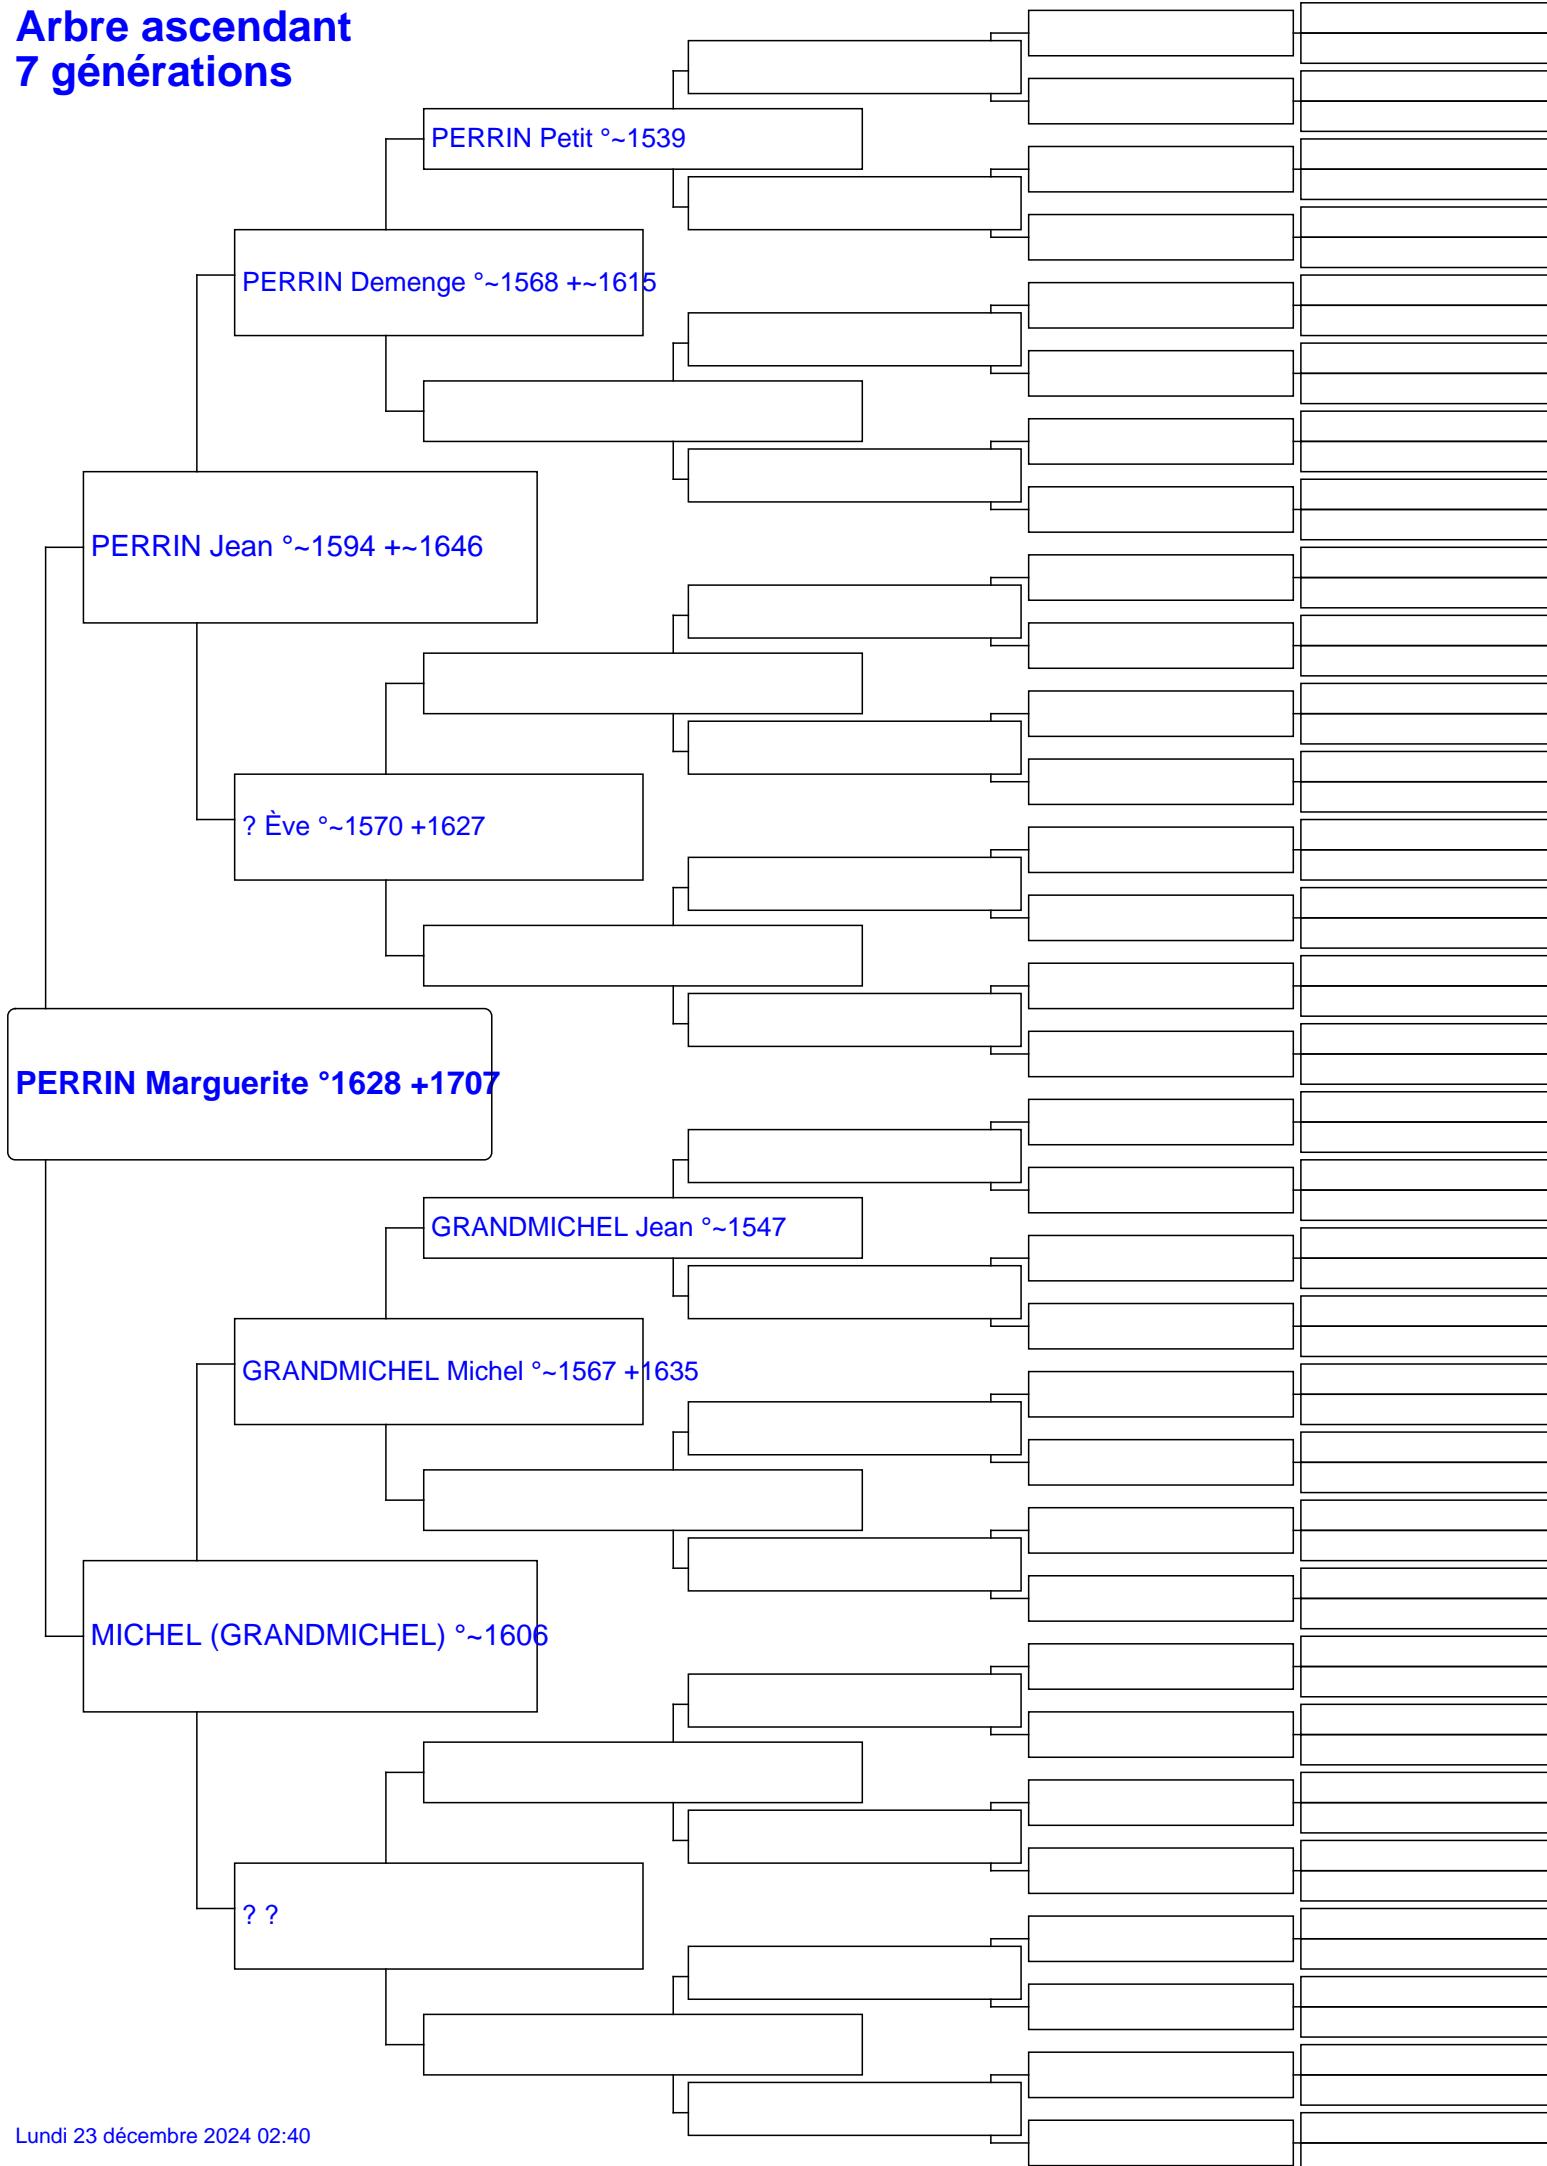 Arbre ascendant
7 générations
PERRIN Petit °~1539
PERRIN Demenge °~1568 +~1615
PERRIN Jean °~1594 +~1646
? Ève °~1570 +1627
PERRIN Marguerite °1628 +1707
GRANDMICHEL Jean °~1547
GRANDMICHEL Michel °~1567 +1635
MICHEL (GRANDMICHEL) °~1606
? ?
Lundi 23 décembre 2024 02:40